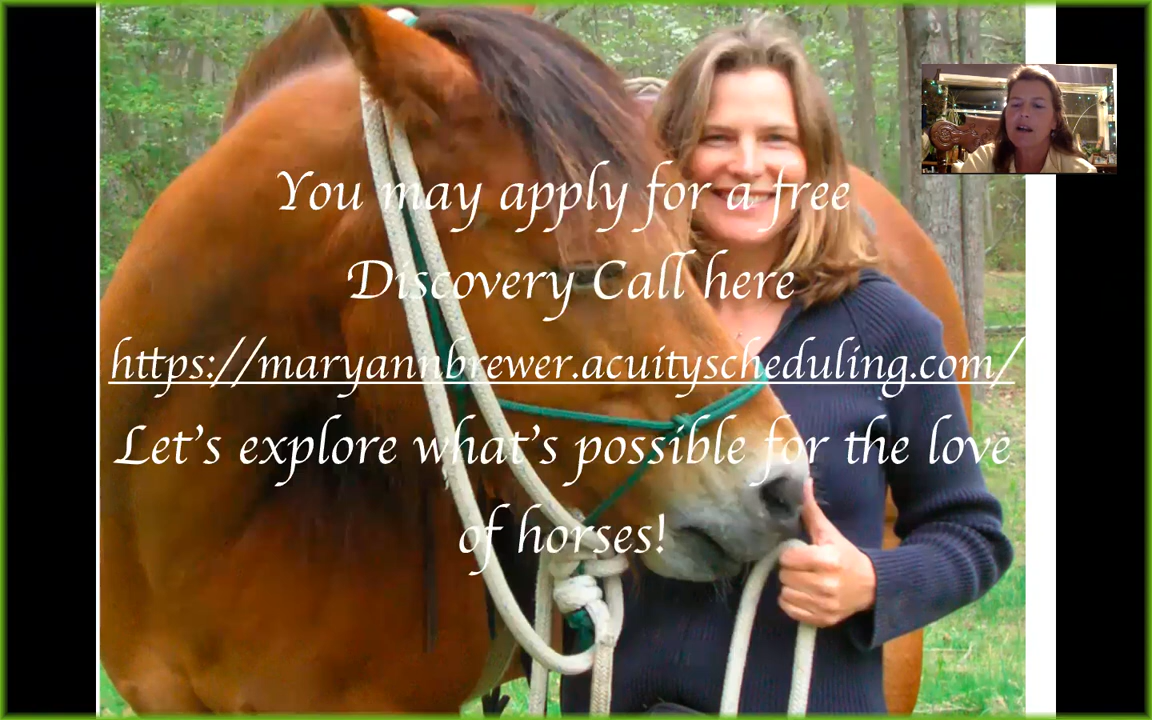 You may apply for a free
Discovery Call here
https://maryannbrewer.acuityscheduling.com/
Let's explore what's possible for the love
of horses!